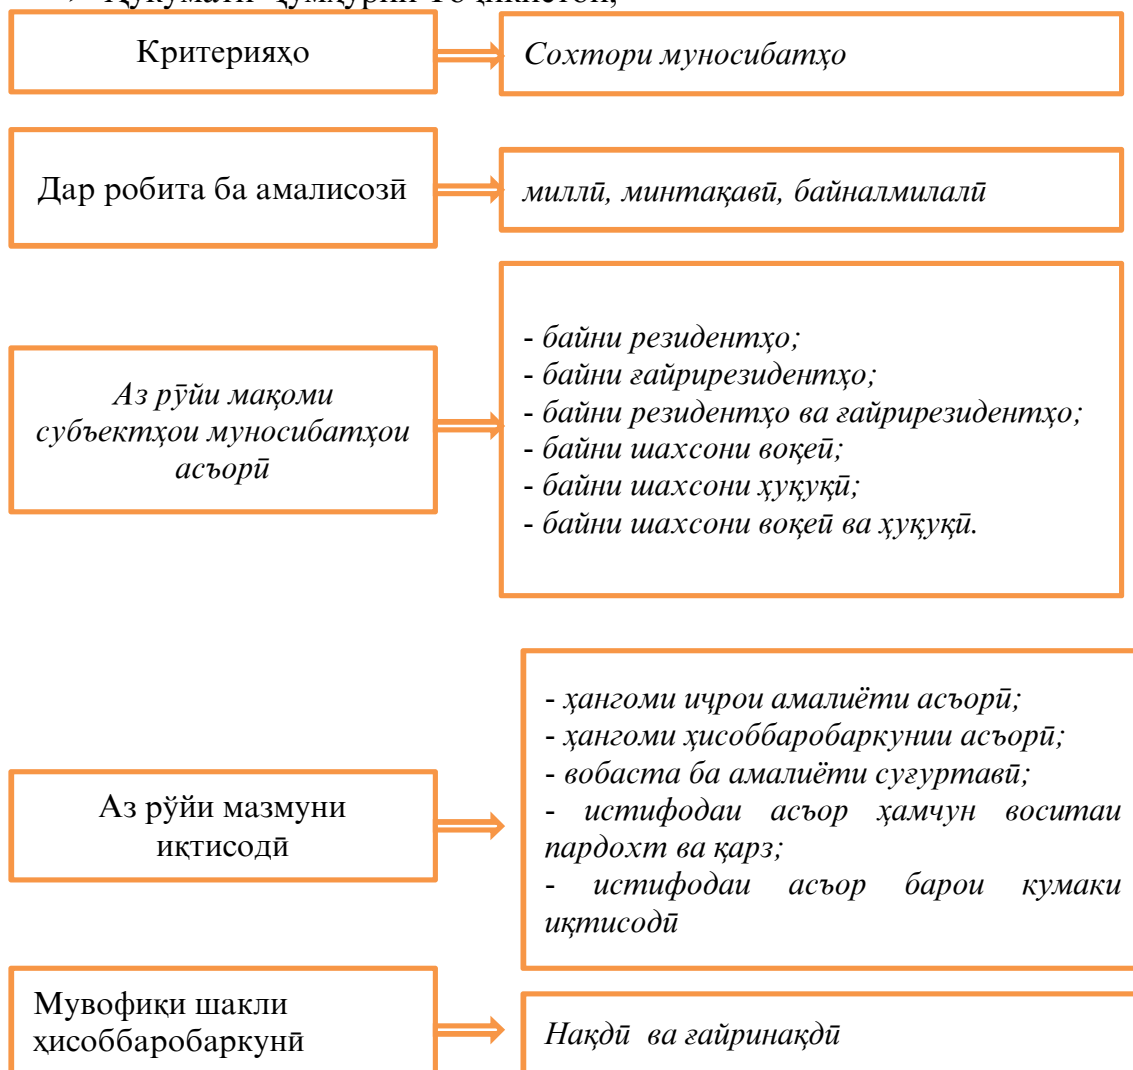 Критерияҳо
Сохтори муносибатҳо
Дар робита ба амалисозӣ
миллӣ, минтақавӣ, байналмилалӣ
Аз рӯйи мақоми
субъектҳои муносибатҳои
асъорӣ
- байни резидентҳо;
- байни ғайрирезидентҳо;
- байни резидентҳо ва ғайрирезидентҳо;
- байни шахсони воқеӣ;
- байни шахсони ҳуқуқӣ;
- байни шахсони воқеӣ ва ҳуқуқӣ.
Аз рӯйи мазмуни
иқтисодӣ
- ҳангоми иҷрои амалиёти асъорӣ;
- ҳангоми ҳисоббаробаркунии асъорӣ;
- вобаста ба амалиёти суғуртавӣ;
- истифодаи асъор ҳамчун воситаи
пардохт ва қарз;
- истифодаи асъор барои кумаки
иқтисодӣ
Мувофиқи шакли
ҳисоббаробаркунӣ
Нақдӣ ва ғайринақдӣ